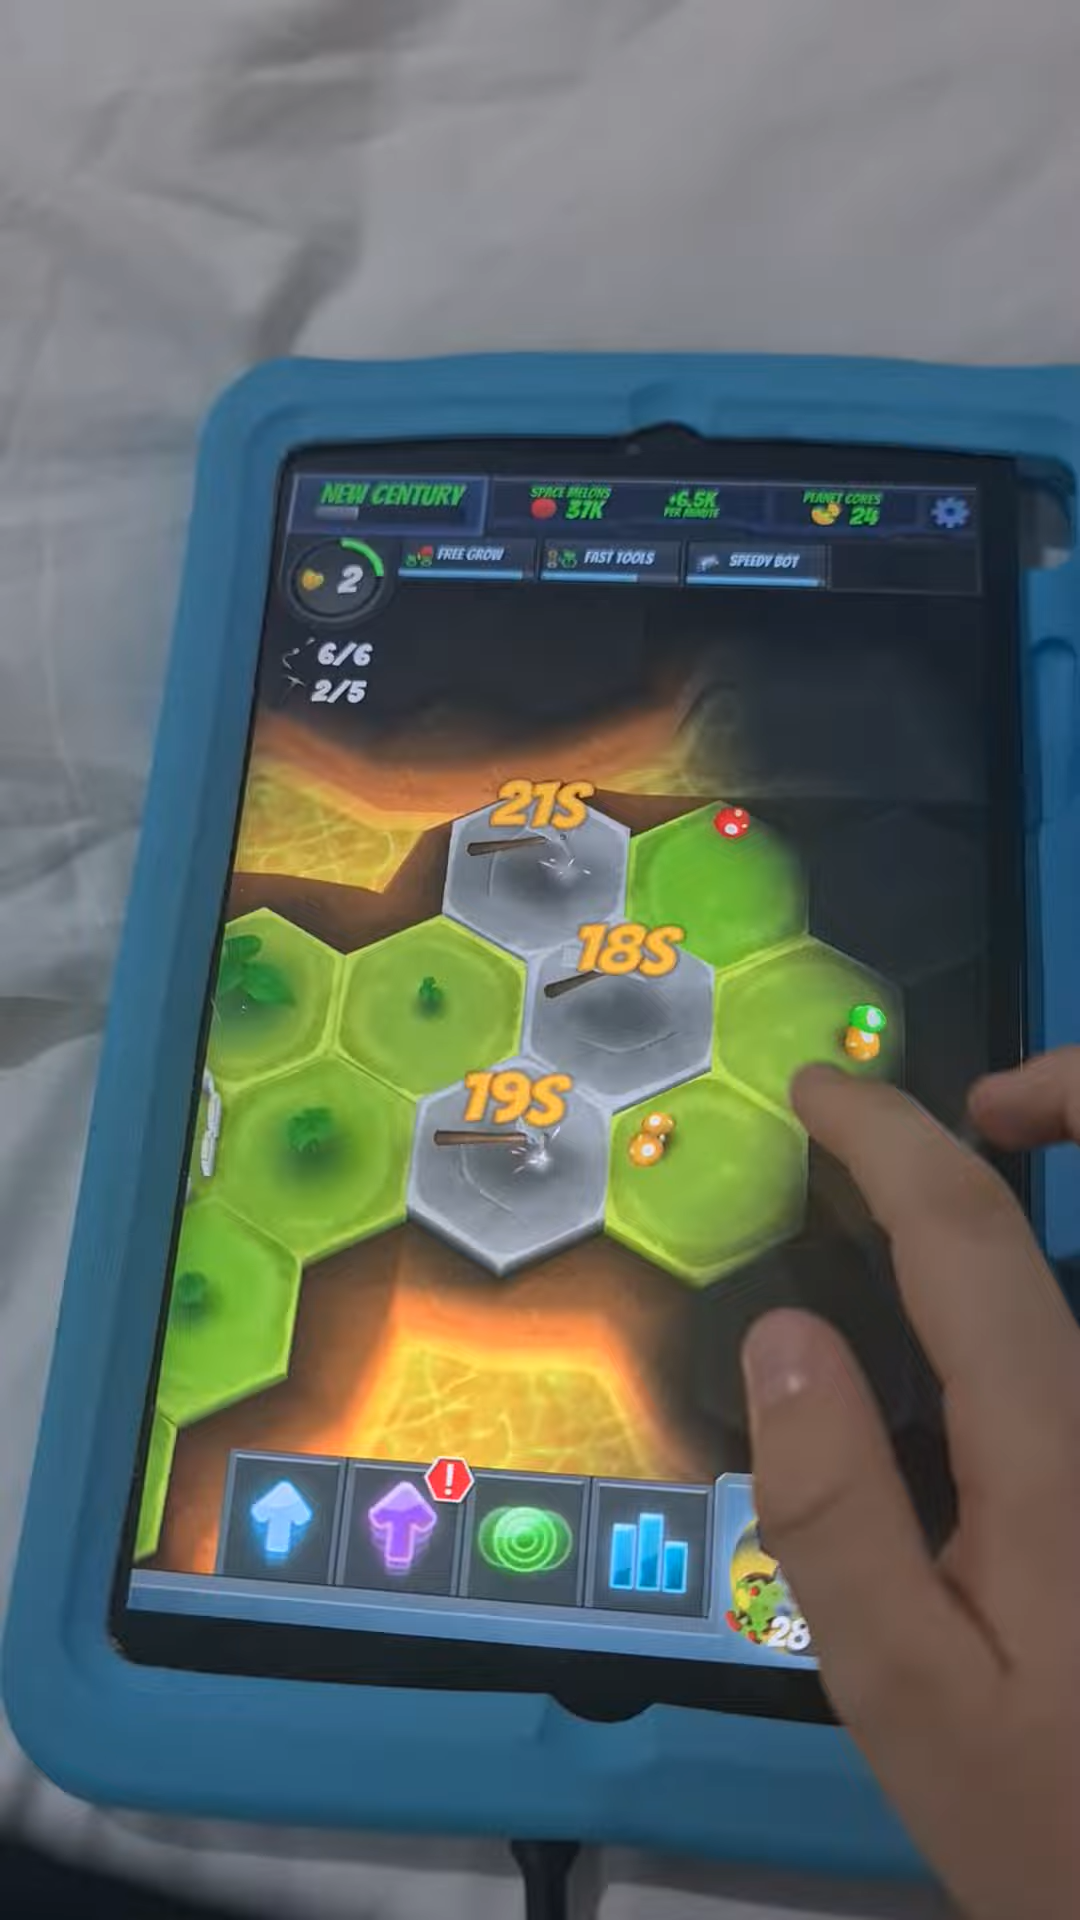 NEW CENTURY
SPACE MELONS
37K
+6.5K
PER MINUTE
PLANET CORES
24
2
FREE GROW
FAST TOOLS
SPEEDY BOT
6/6
2/5
21S
18S
19S
!
28